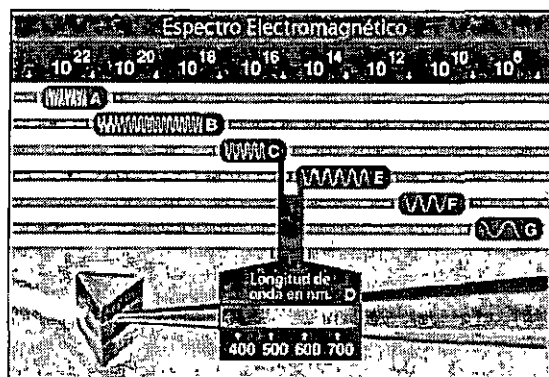 Espectro Electromagnético
10^22 10^20 10^18 10^16 10^14 10^12 10^10 10^8
A
B
C
E
F
G
Longitud de
onda en nm. D
400 500 600 700